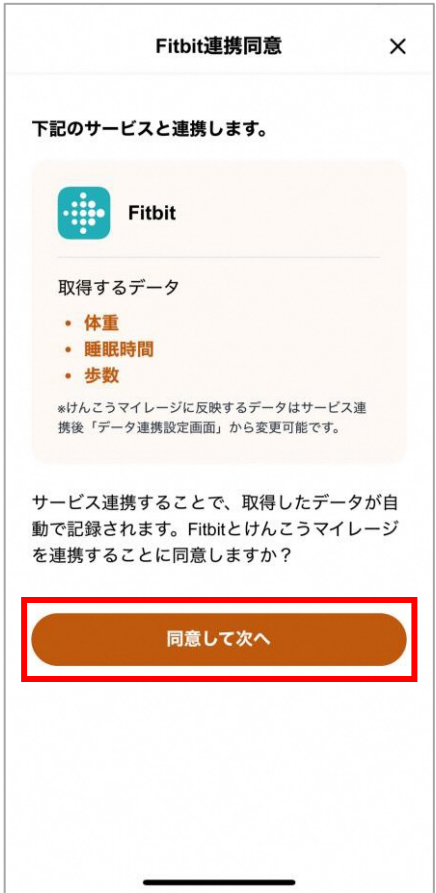 Fitbit連携同意 ×
下記のサービスと連携します。
Fitbit
取得するデータ
• 体重
• 睡眠時間
• 歩数
*けんこうマイレージに反映するデータはサービス連
携後「データ連携設定画面」から変更可能です。
サービス連携することで、取得したデータが自
動で記録されます。Fitbitとけんこうマイレージ
を連携することに同意しますか？
同意して次へ